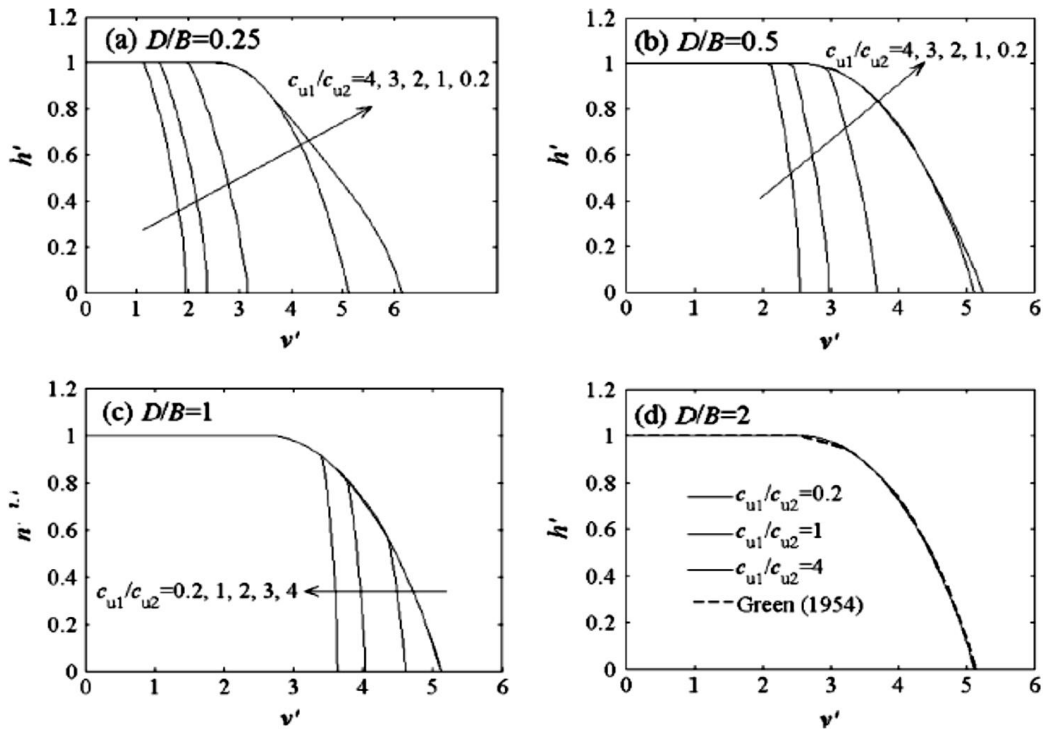 (a) D/B=0.25
c_u1/c_u2=4, 3, 2, 1, 0.2
1.2
1
0.8
0.6
0.4
0.2
0
h'
0 1 2 3 4 5 6 7
v'
(b) D/B=0.5
c_u1/c_u2=4, 3, 2, 1, 0.2
1.2
1
0.8
0.6
0.4
0.2
0
h'
0 1 2 3 4 5 6
v'
(c) D/B=1
c_u1/c_u2=0.2, 1, 2, 3, 4
1.2
1
0.8
0.6
0.4
0.2
0
0 1 2 3 4 5 6
v'
(d) D/B=2
1.2
1
0.8
0.6
0.4
0.2
0
h'
c_u1/c_u2=0.2
c_u1/c_u2=1
c_u1/c_u2=4
Green (1954)
0 1 2 3 4 5 6
v'